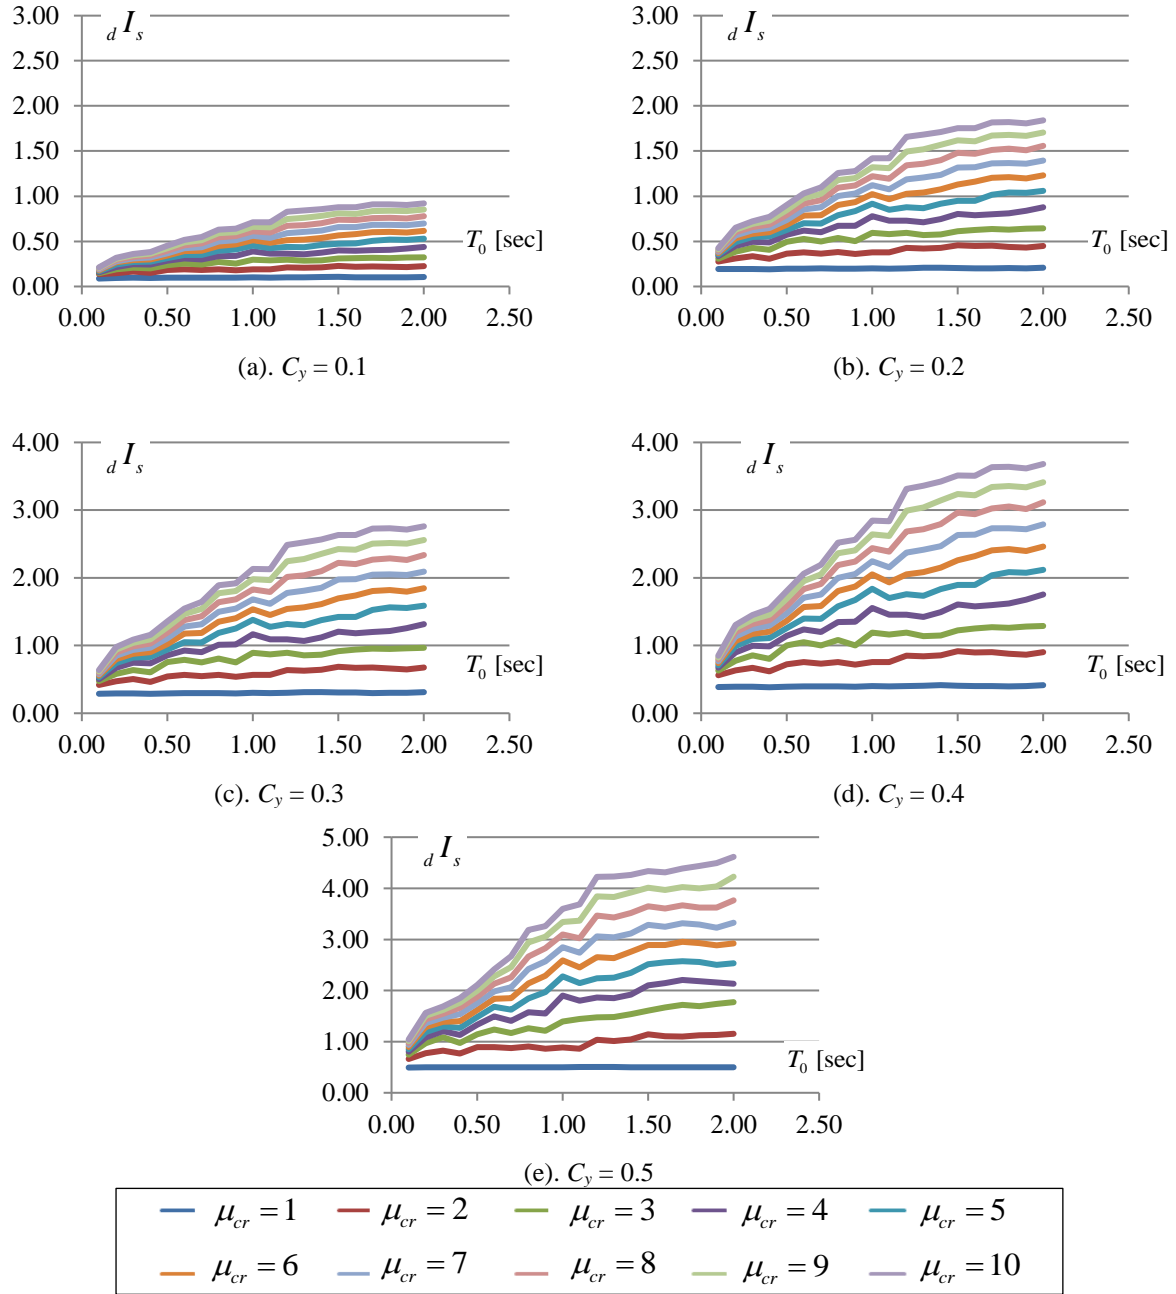 3.00
2.50
2.00
1.50
1.00
0.50
0.00
d I s
T0 [sec]
0.00 0.50 1.00 1.50 2.00 2.50
(a). Cy = 0.1
3.00
2.50
2.00
1.50
1.00
0.50
0.00
d I s
T0 [sec]
0.00 0.50 1.00 1.50 2.00 2.50
(b). Cy = 0.2
4.00
3.00
2.00
1.00
0.00
d I s
T0 [sec]
0.00 0.50 1.00 1.50 2.00 2.50
(c). Cy = 0.3
4.00
3.00
2.00
1.00
0.00
d I s
T0 [sec]
0.00 0.50 1.00 1.50 2.00 2.50
(d). Cy = 0.4
5.00
4.00
3.00
2.00
1.00
0.00
d I s
T0 [sec]
0.00 0.50 1.00 1.50 2.00 2.50
(e). Cy = 0.5
μcr = 1 μcr = 2 μcr = 3 μcr = 4 μcr = 5
μcr = 6 μcr = 7 μcr = 8 μcr = 9 μcr = 10